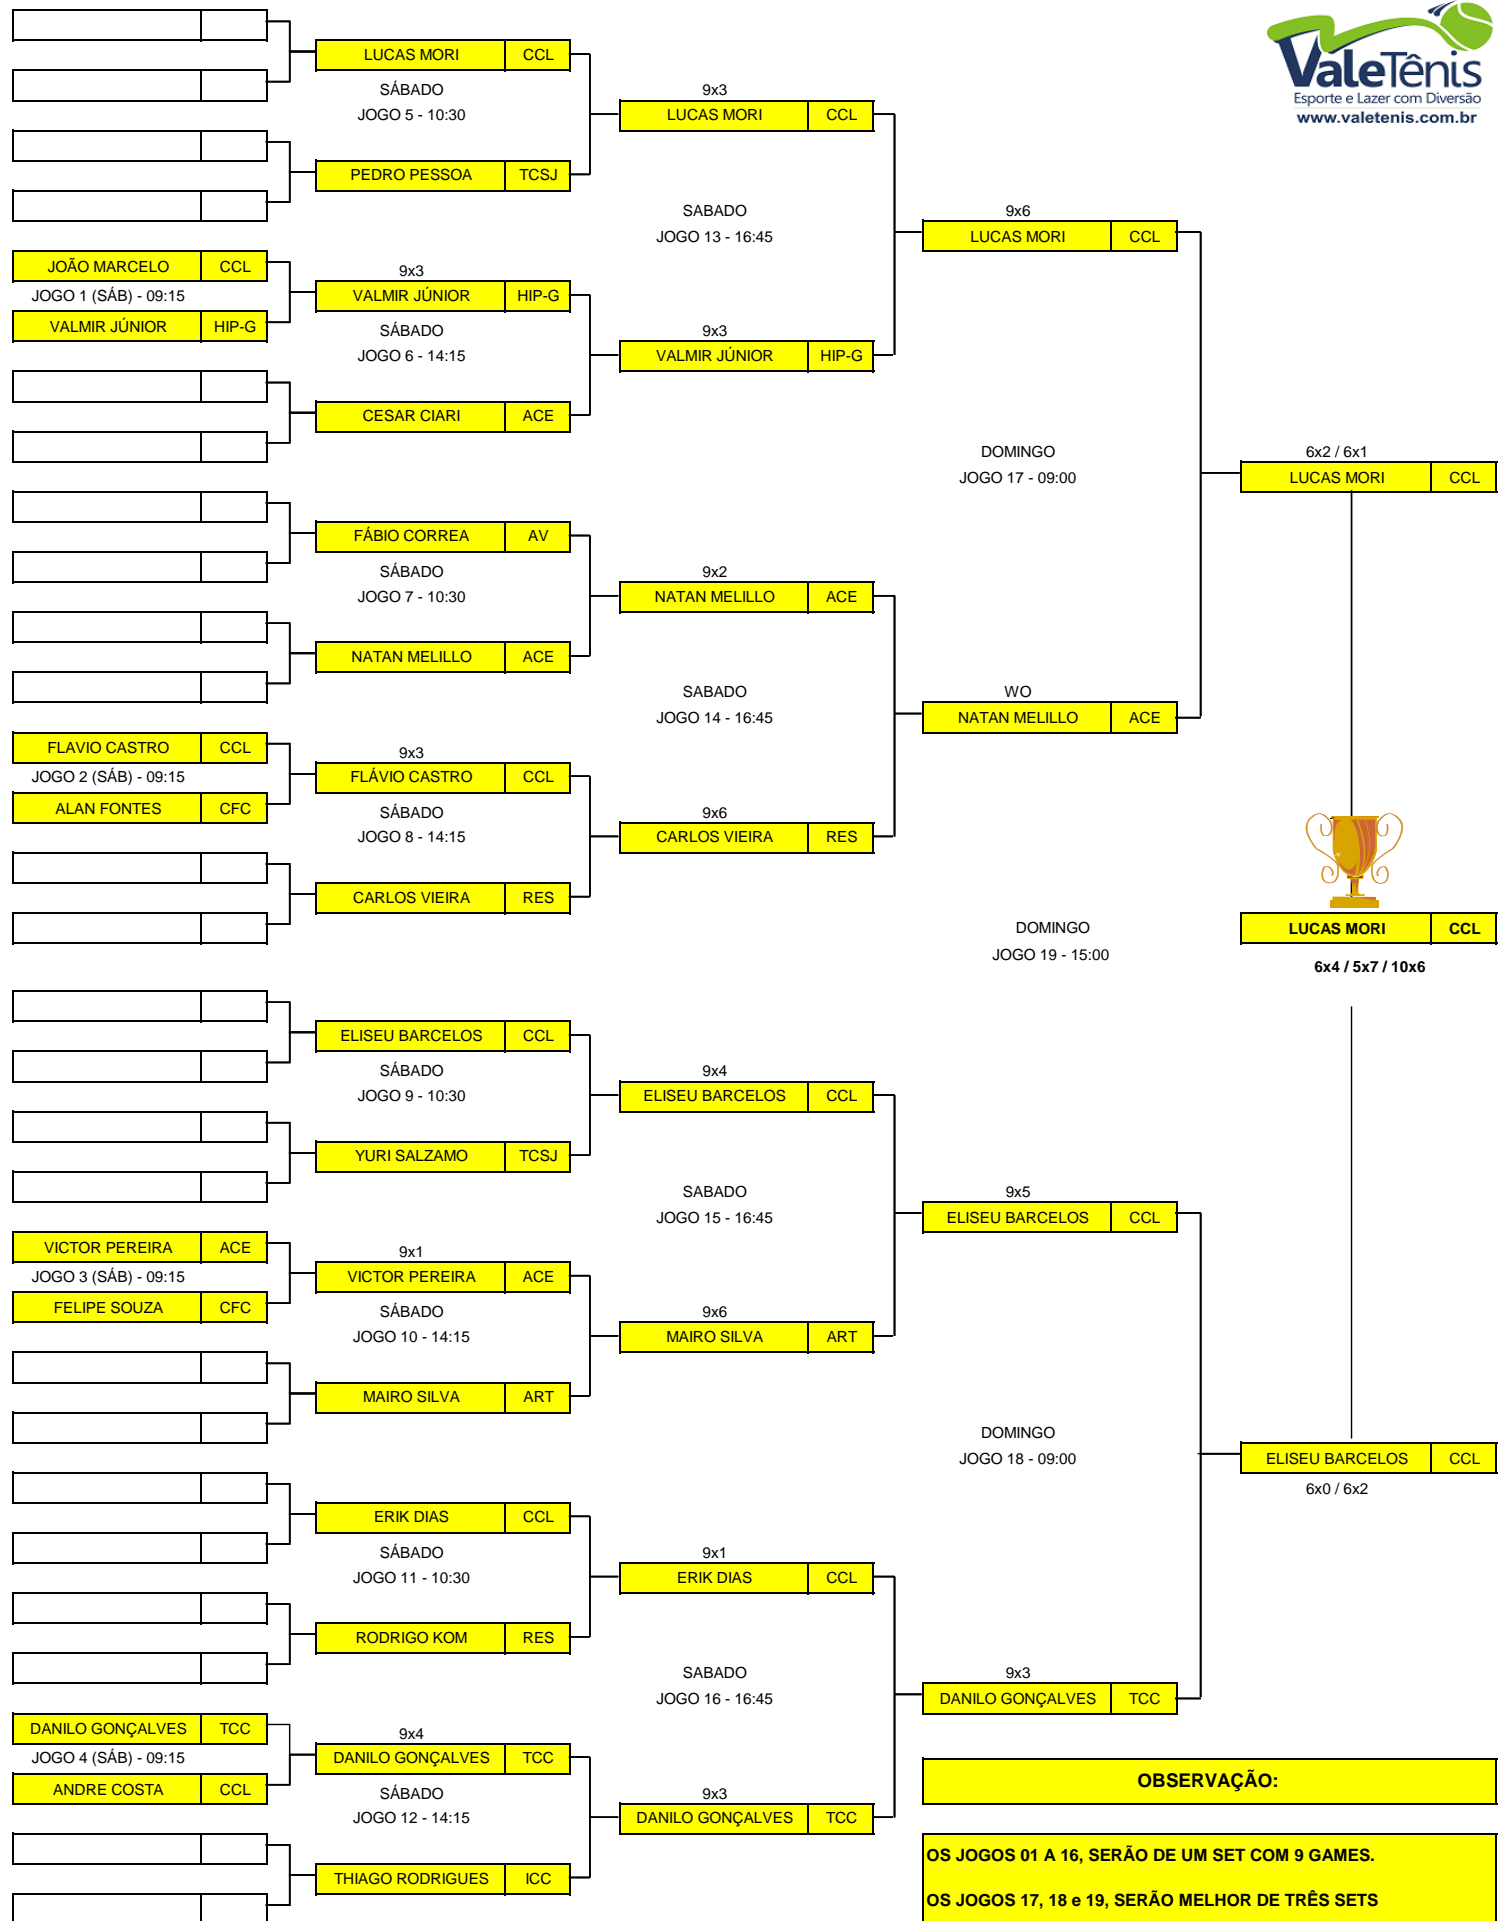 ValeTênis
Esporte e Lazer com Diversão
www.valetenis.com.br
LUCAS MORI CCL
SÁBADO
JOGO 5 - 10:30
9x3
LUCAS MORI CCL
PEDRO PESSOA TCSJ
SABADO
JOGO 13 - 16:45
9x6
LUCAS MORI CCL
JOÃO MARCELO CCL
JOGO 1 (SÁB) - 09:15
VALMIR JÚNIOR HIP-G
9x3
VALMIR JÚNIOR HIP-G
SÁBADO
JOGO 6 - 14:15
9x3
VALMIR JÚNIOR HIP-G
CESAR CIARI ACE
DOMINGO
JOGO 17 - 09:00
6x2 / 6x1
LUCAS MORI CCL
FÁBIO CORREA AV
SÁBADO
JOGO 7 - 10:30
9x2
NATAN MELILLO ACE
NATAN MELILLO ACE
SABADO
JOGO 14 - 16:45
WO
NATAN MELILLO ACE
FLAVIO CASTRO CCL
JOGO 2 (SÁB) - 09:15
ALAN FONTES CFC
9x3
FLÁVIO CASTRO CCL
SÁBADO
JOGO 8 - 14:15
9x6
CARLOS VIEIRA RES
CARLOS VIEIRA RES
DOMINGO
JOGO 19 - 15:00
LUCAS MORI CCL
6x4 / 5x7 / 10x6
ELISEU BARCELOS CCL
SÁBADO
JOGO 9 - 10:30
9x4
ELISEU BARCELOS CCL
YURI SALZAMO TCSJ
SABADO
JOGO 15 - 16:45
9x5
ELISEU BARCELOS CCL
VICTOR PEREIRA ACE
JOGO 3 (SÁB) - 09:15
FELIPE SOUZA CFC
9x1
VICTOR PEREIRA ACE
SÁBADO
JOGO 10 - 14:15
9x6
MAIRO SILVA ART
MAIRO SILVA ART
DOMINGO
JOGO 18 - 09:00
ELISEU BARCELOS CCL
6x0 / 6x2
ERIK DIAS CCL
SÁBADO
JOGO 11 - 10:30
9x1
ERIK DIAS CCL
RODRIGO KOM RES
SABADO
JOGO 16 - 16:45
9x3
DANILO GONÇALVES TCC
DANILO GONÇALVES TCC
JOGO 4 (SÁB) - 09:15
ANDRE COSTA CCL
9x4
DANILO GONÇALVES TCC
SÁBADO
JOGO 12 - 14:15
9x3
DANILO GONÇALVES TCC
THIAGO RODRIGUES ICC
OBSERVAÇÃO:
OS JOGOS 01 A 16, SERÃO DE UM SET COM 9 GAMES.
OS JOGOS 17, 18 e 19, SERÃO MELHOR DE TRÊS SETS